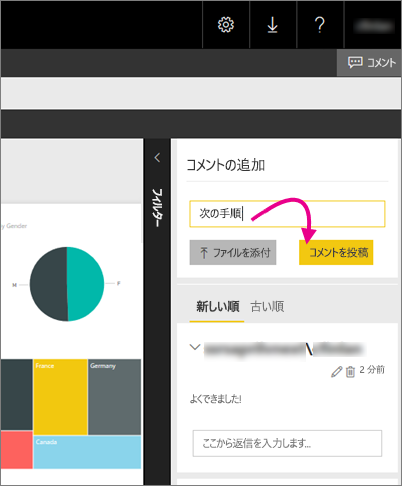 コメント
コメントの追加
次の手順
ファイルを添付
コメントを投稿
フィルター
y Gender
M
F
新しい順 古い順
2 分前
よくできました!
ここから返信を入力します...
France
Germany
Canada